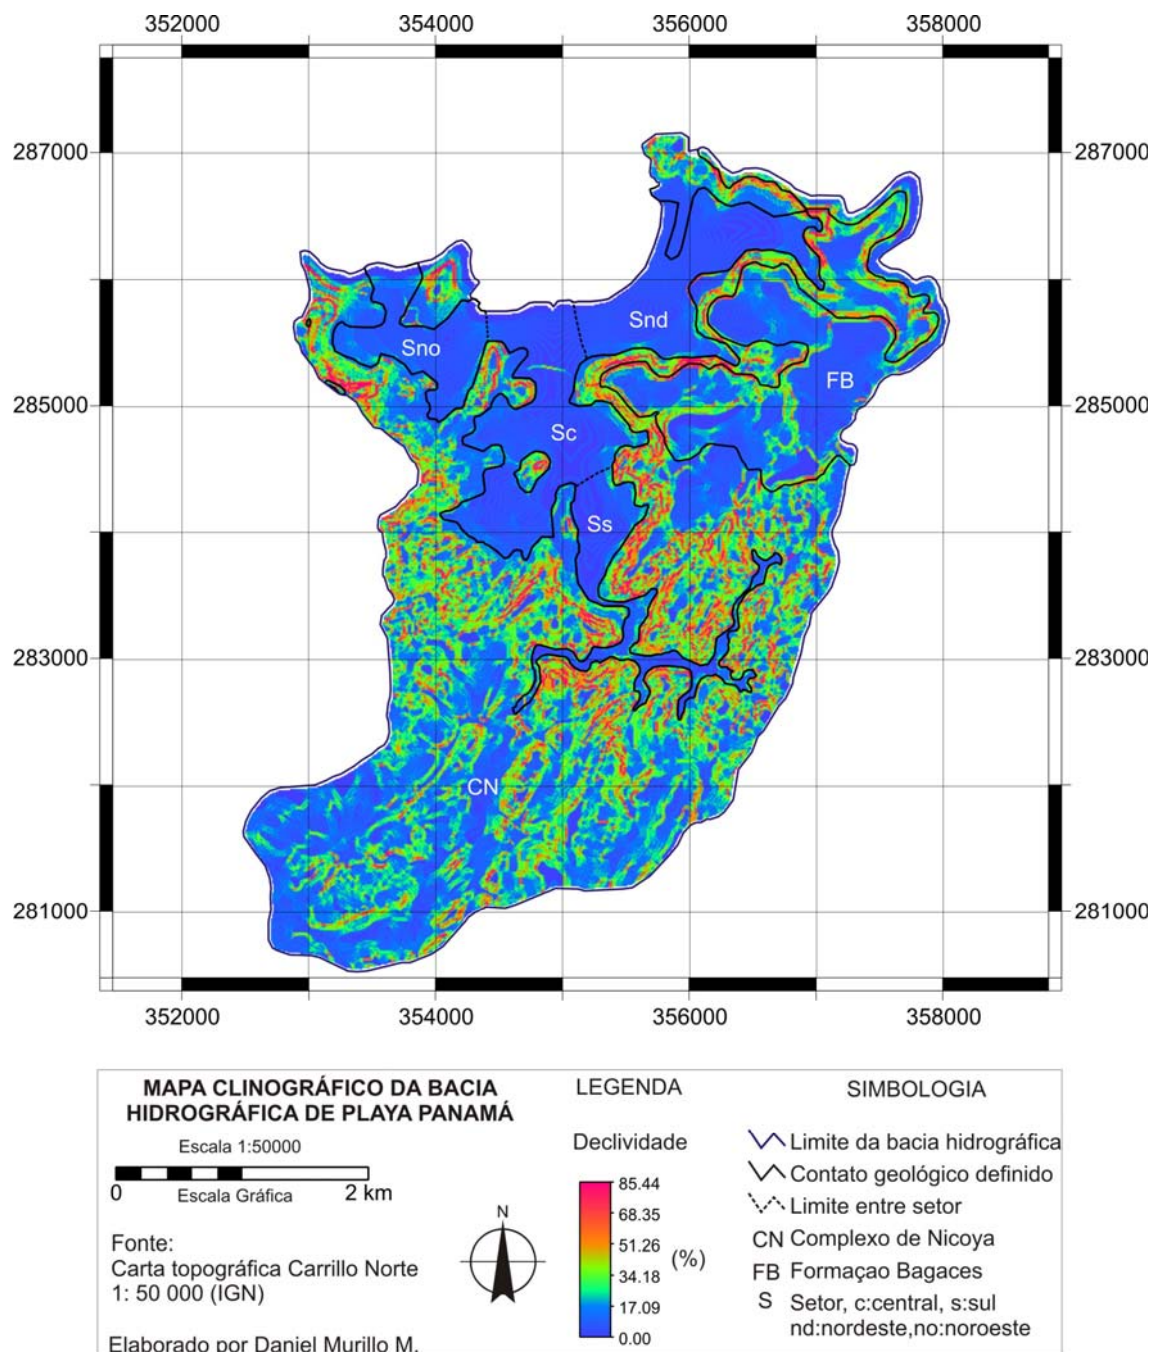 352000 354000 356000 358000
287000 287000
Snd
Sno
FB
285000 285000
Sc
Ss
283000 283000
CN
281000 281000
352000 354000 356000 358000
MAPA CLINOGRÁFICO DA BACIA
HIDROGRÁFICA DE PLAYA PANAMÁ
Escala 1:50000
0 Escala Gráfica 2 km
N
Fonte:
Carta topográfica Carrillo Norte
1: 50 000 (IGN)
Elaborado por Daniel Murillo M.
LEGENDA
Declividade
85.44
68.35
51.26
34.18
17.09
0.00
(%)
SIMBOLOGIA
Limite da bacia hidrográfica
Contato geológico definido
Limite entre setor
CN Complexo de Nicoya
FB Formaçao Bagaces
S Setor, c:central, s:sul
nd:nordeste,no:noroeste